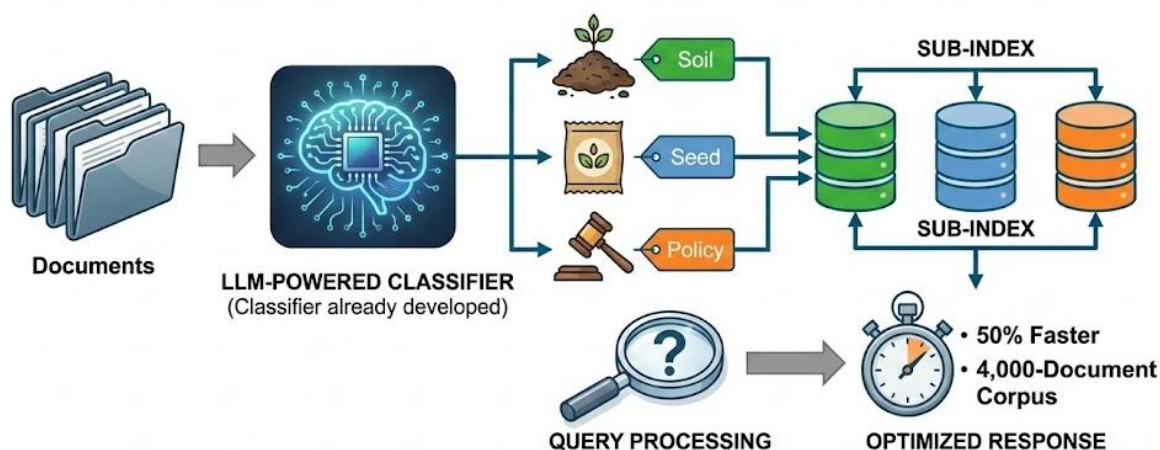 SUB-INDEX
Soil
Seed
Policy
SUB-INDEX
Documents
LLM-POWERED CLASSIFIER
(Classifier already developed)
?
• 50% Faster
• 4,000-Document
Corpus
QUERY PROCESSING
OPTIMIZED RESPONSE